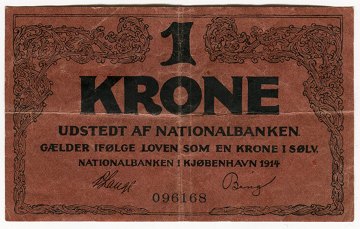 1
KRONE
UDSTEDT AF NATIONALBANKEN
GÆLDER IFØLGE LOVEN SOM EN KRONE I SØLV.
NATIONALBANKEN I KJØBENHAVN 1914
096168